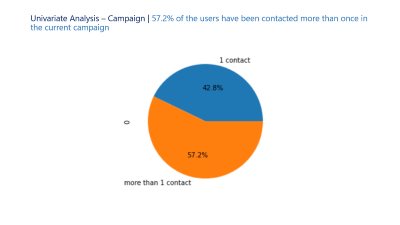 Univariate Analysis – Campaign | 57.2% of the users have been contacted more than once in
the current campaign
1 contact
42.8%
0
57.2%
more than 1 contact